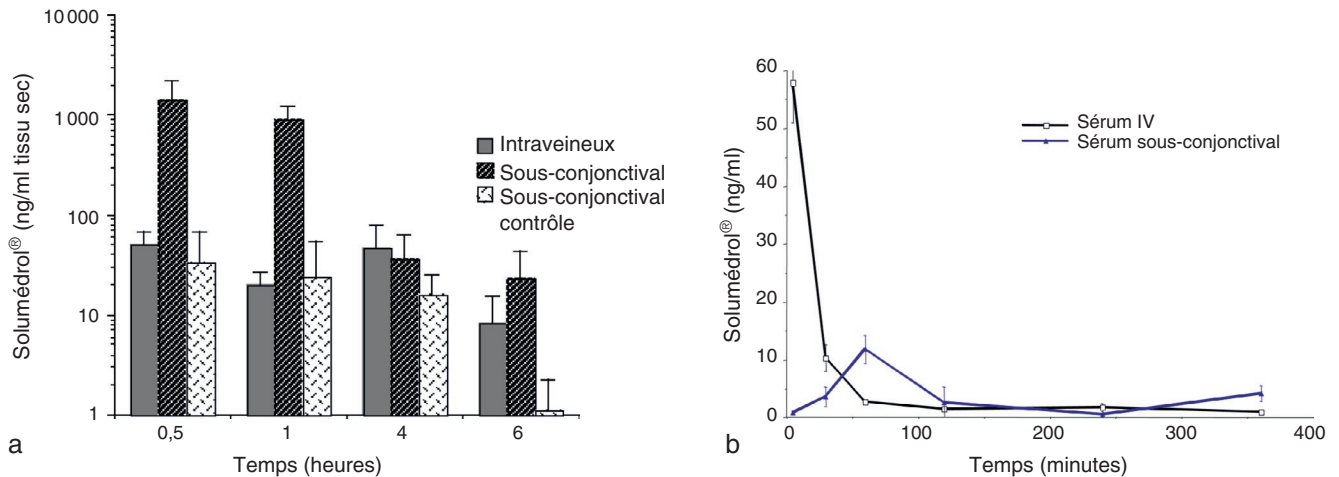 Solumédrol® (ng/ml tissu sec)
10 000
1 000
100
10
1
0,5
1
4
6
Temps (heures)
Intraveineux
Sous-conjonctival
Sous-conjonctival
contrôle
a
Solumédrol® (ng/ml)
60
50
40
30
20
10
0
0
100
200
300
400
Temps (minutes)
Sérum IV
Sérum sous-conjonctival
b